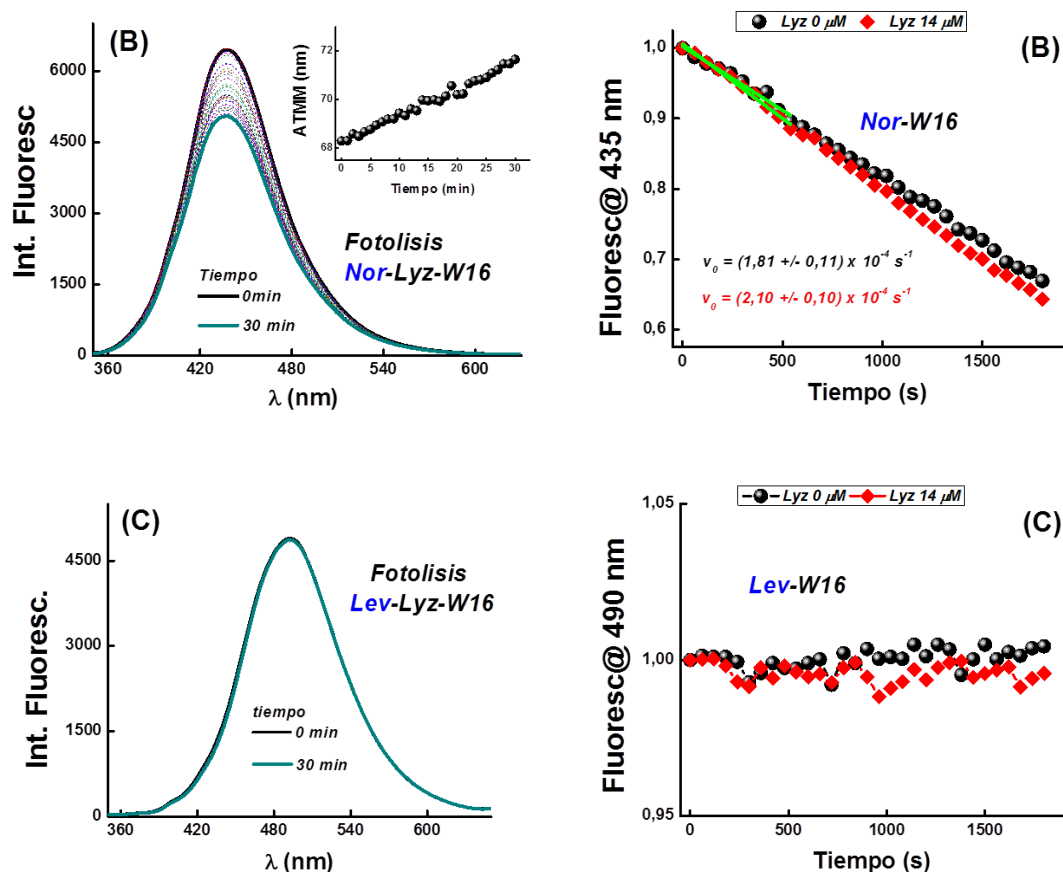 (B)
6000
4500
3000
1500
0
360
420
480
540
600
Int. Fluoresc
λ (nm)
72
70
68
0
5
10
15
20
25
30
ATMM (nm)
Tiempo (min)
Fotolisis
Nor-Lyz-W16
Tiempo
0min
30 min
Lyz 0 μM
Lyz 14 μM
(B)
1,0
0,9
0,8
0,7
0,6
0
500
1000
1500
Fluoresc@ 435 nm
Tiempo (s)
Nor-W16
v0 = (1,81 +/- 0,11) x 10-4 s-1
v0 = (2,10 +/- 0,10) x 10-4 s-1
(C)
4500
3000
1500
0
360
420
480
540
600
Int. Fluoresc.
λ (nm)
Fotolisis
Lev-Lyz-W16
tiempo
0 min
30 min
Lyz 0 μM
Lyz 14 μM
(C)
1,05
1,00
0,95
0
500
1000
1500
Fluoresc@ 490 nm
Tiempo (s)
Lev-W16